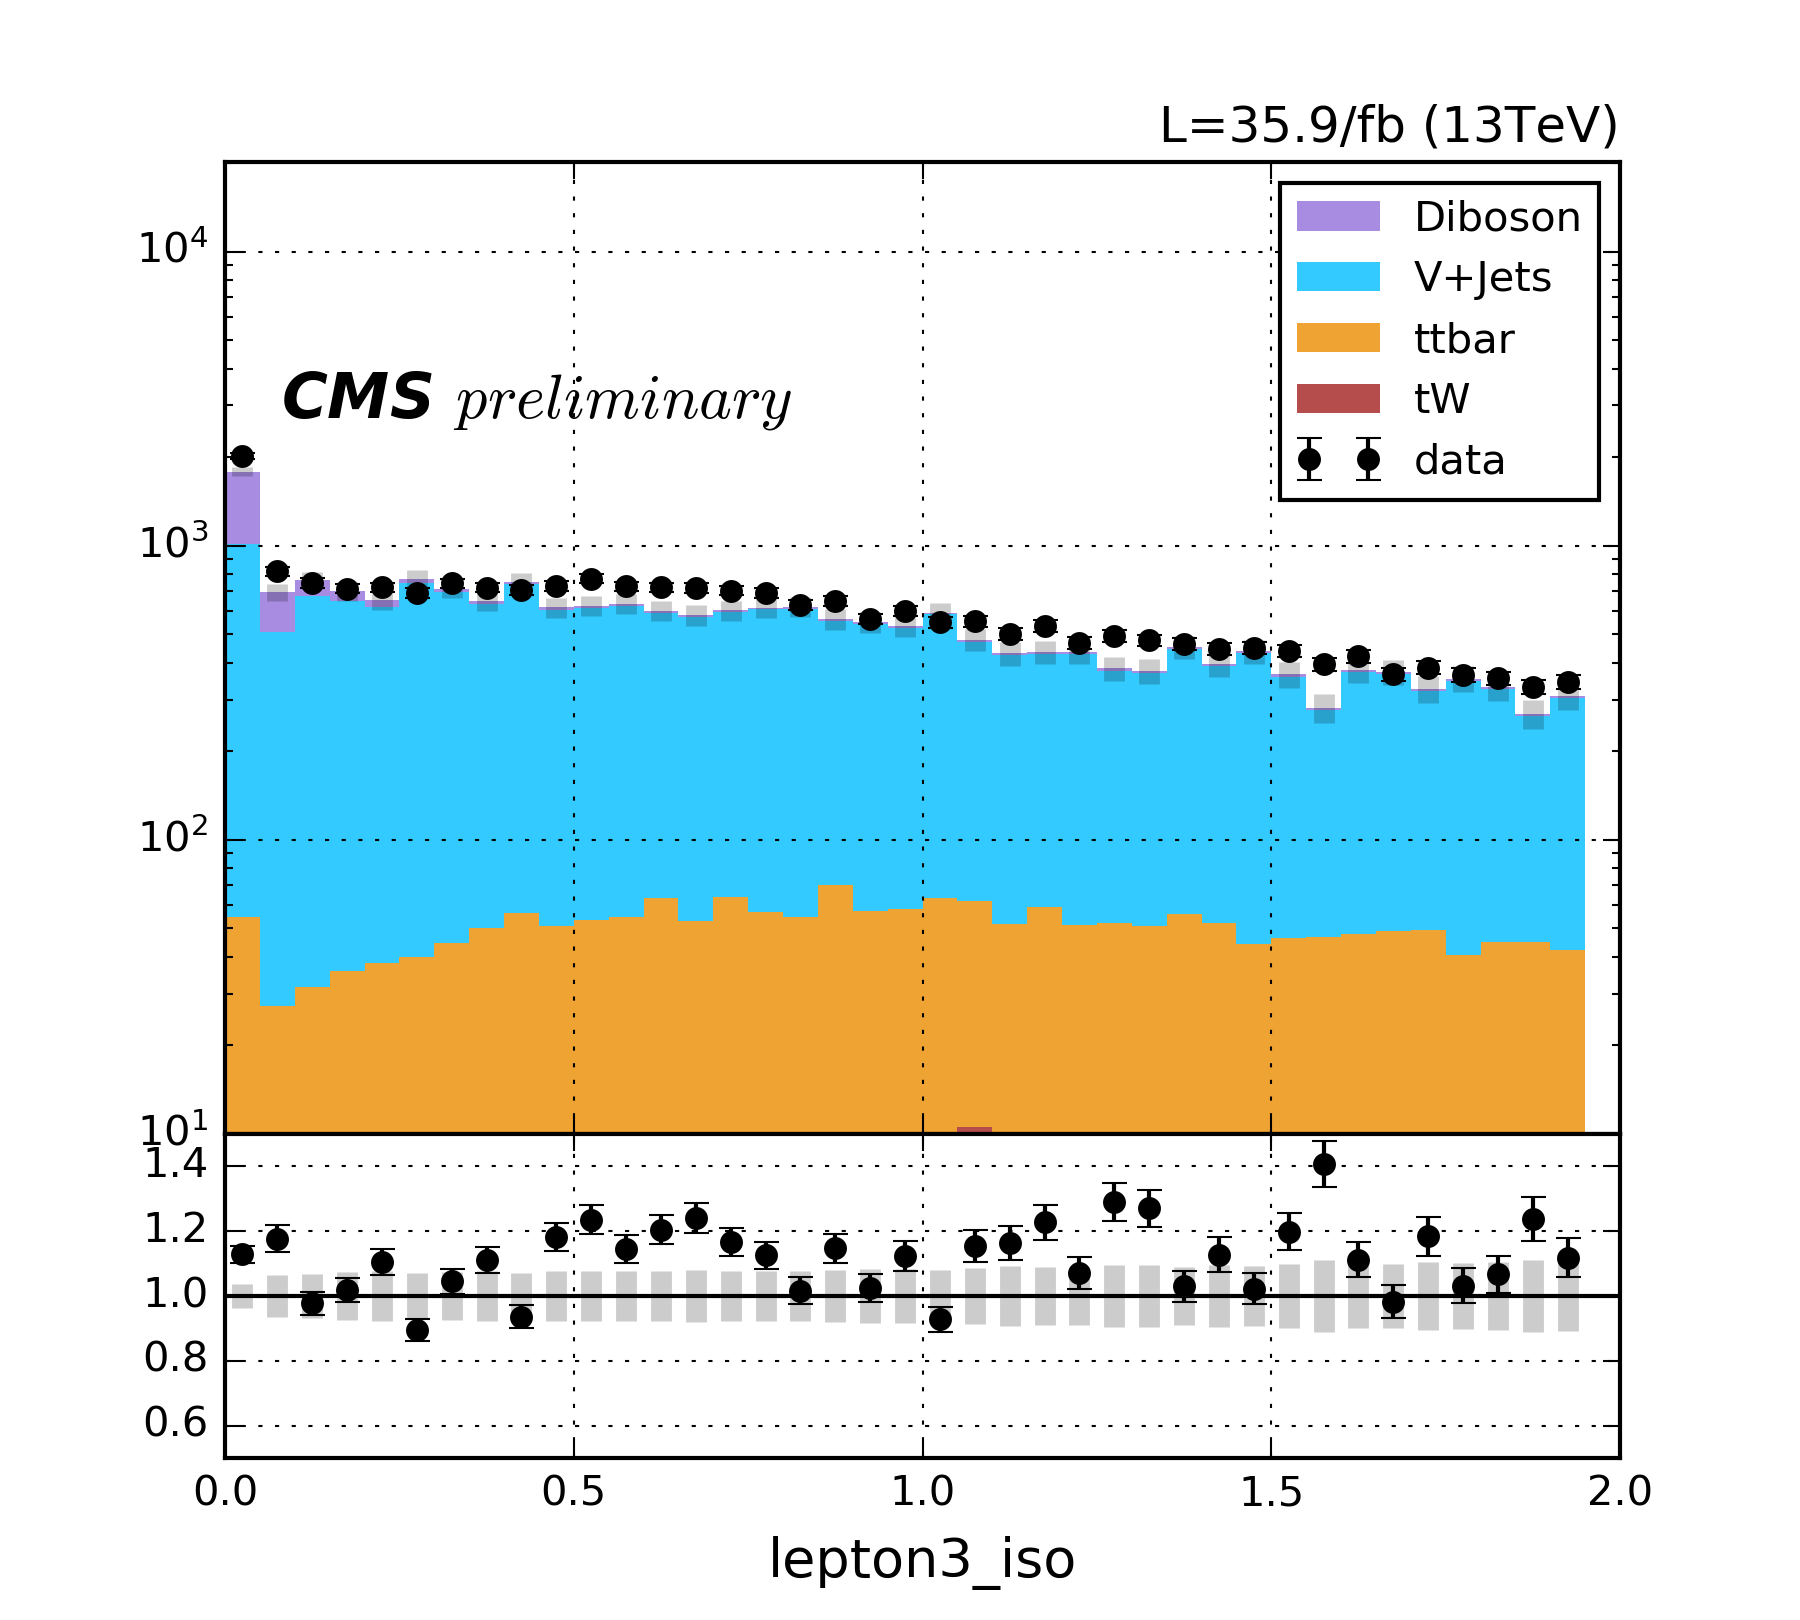 L=35.9/fb (13TeV)
10⁴
Diboson
V+Jets
ttbar
CMS preliminary
tW
data
10³
10²
10¹
1.4
1.2
1.0
0.8
0.6
0.0 0.5 1.0 1.5 2.0
lepton3_iso